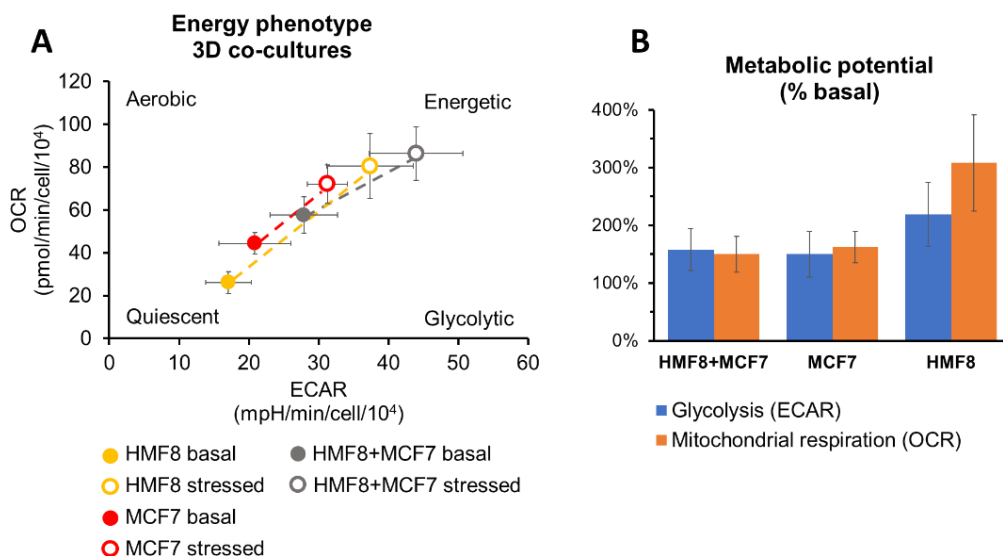 A
Energy phenotype
3D co-cultures
OCR
(pmol/min/cell/10⁴)
120
100
80
60
40
20
0
Aerobic
Energetic
Quiescent
Glycolytic
0 10 20 30 40 50 60
ECAR
(mpH/min/cell/10⁴)
HMF8 basal
HMF8 stressed
MCF7 basal
MCF7 stressed
HMF8+MCF7 basal
HMF8+MCF7 stressed
B
Metabolic potential
(% basal)
400%
300%
200%
100%
0%
HMF8+MCF7 MCF7 HMF8
Glycolysis (ECAR)
Mitochondrial respiration (OCR)